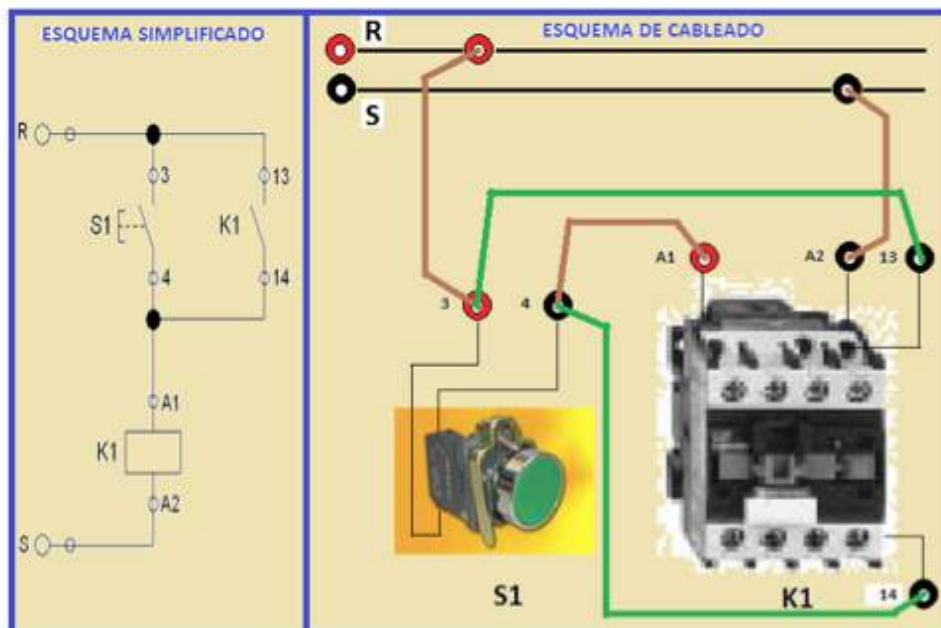 ESQUEMA SIMPLIFICADO
R
3
13
S1
K1
4
14
A1
K1
A2
S
ESQUEMA DE CABLEADO
R
S
A1
A2
13
3
4
S1
K1
14